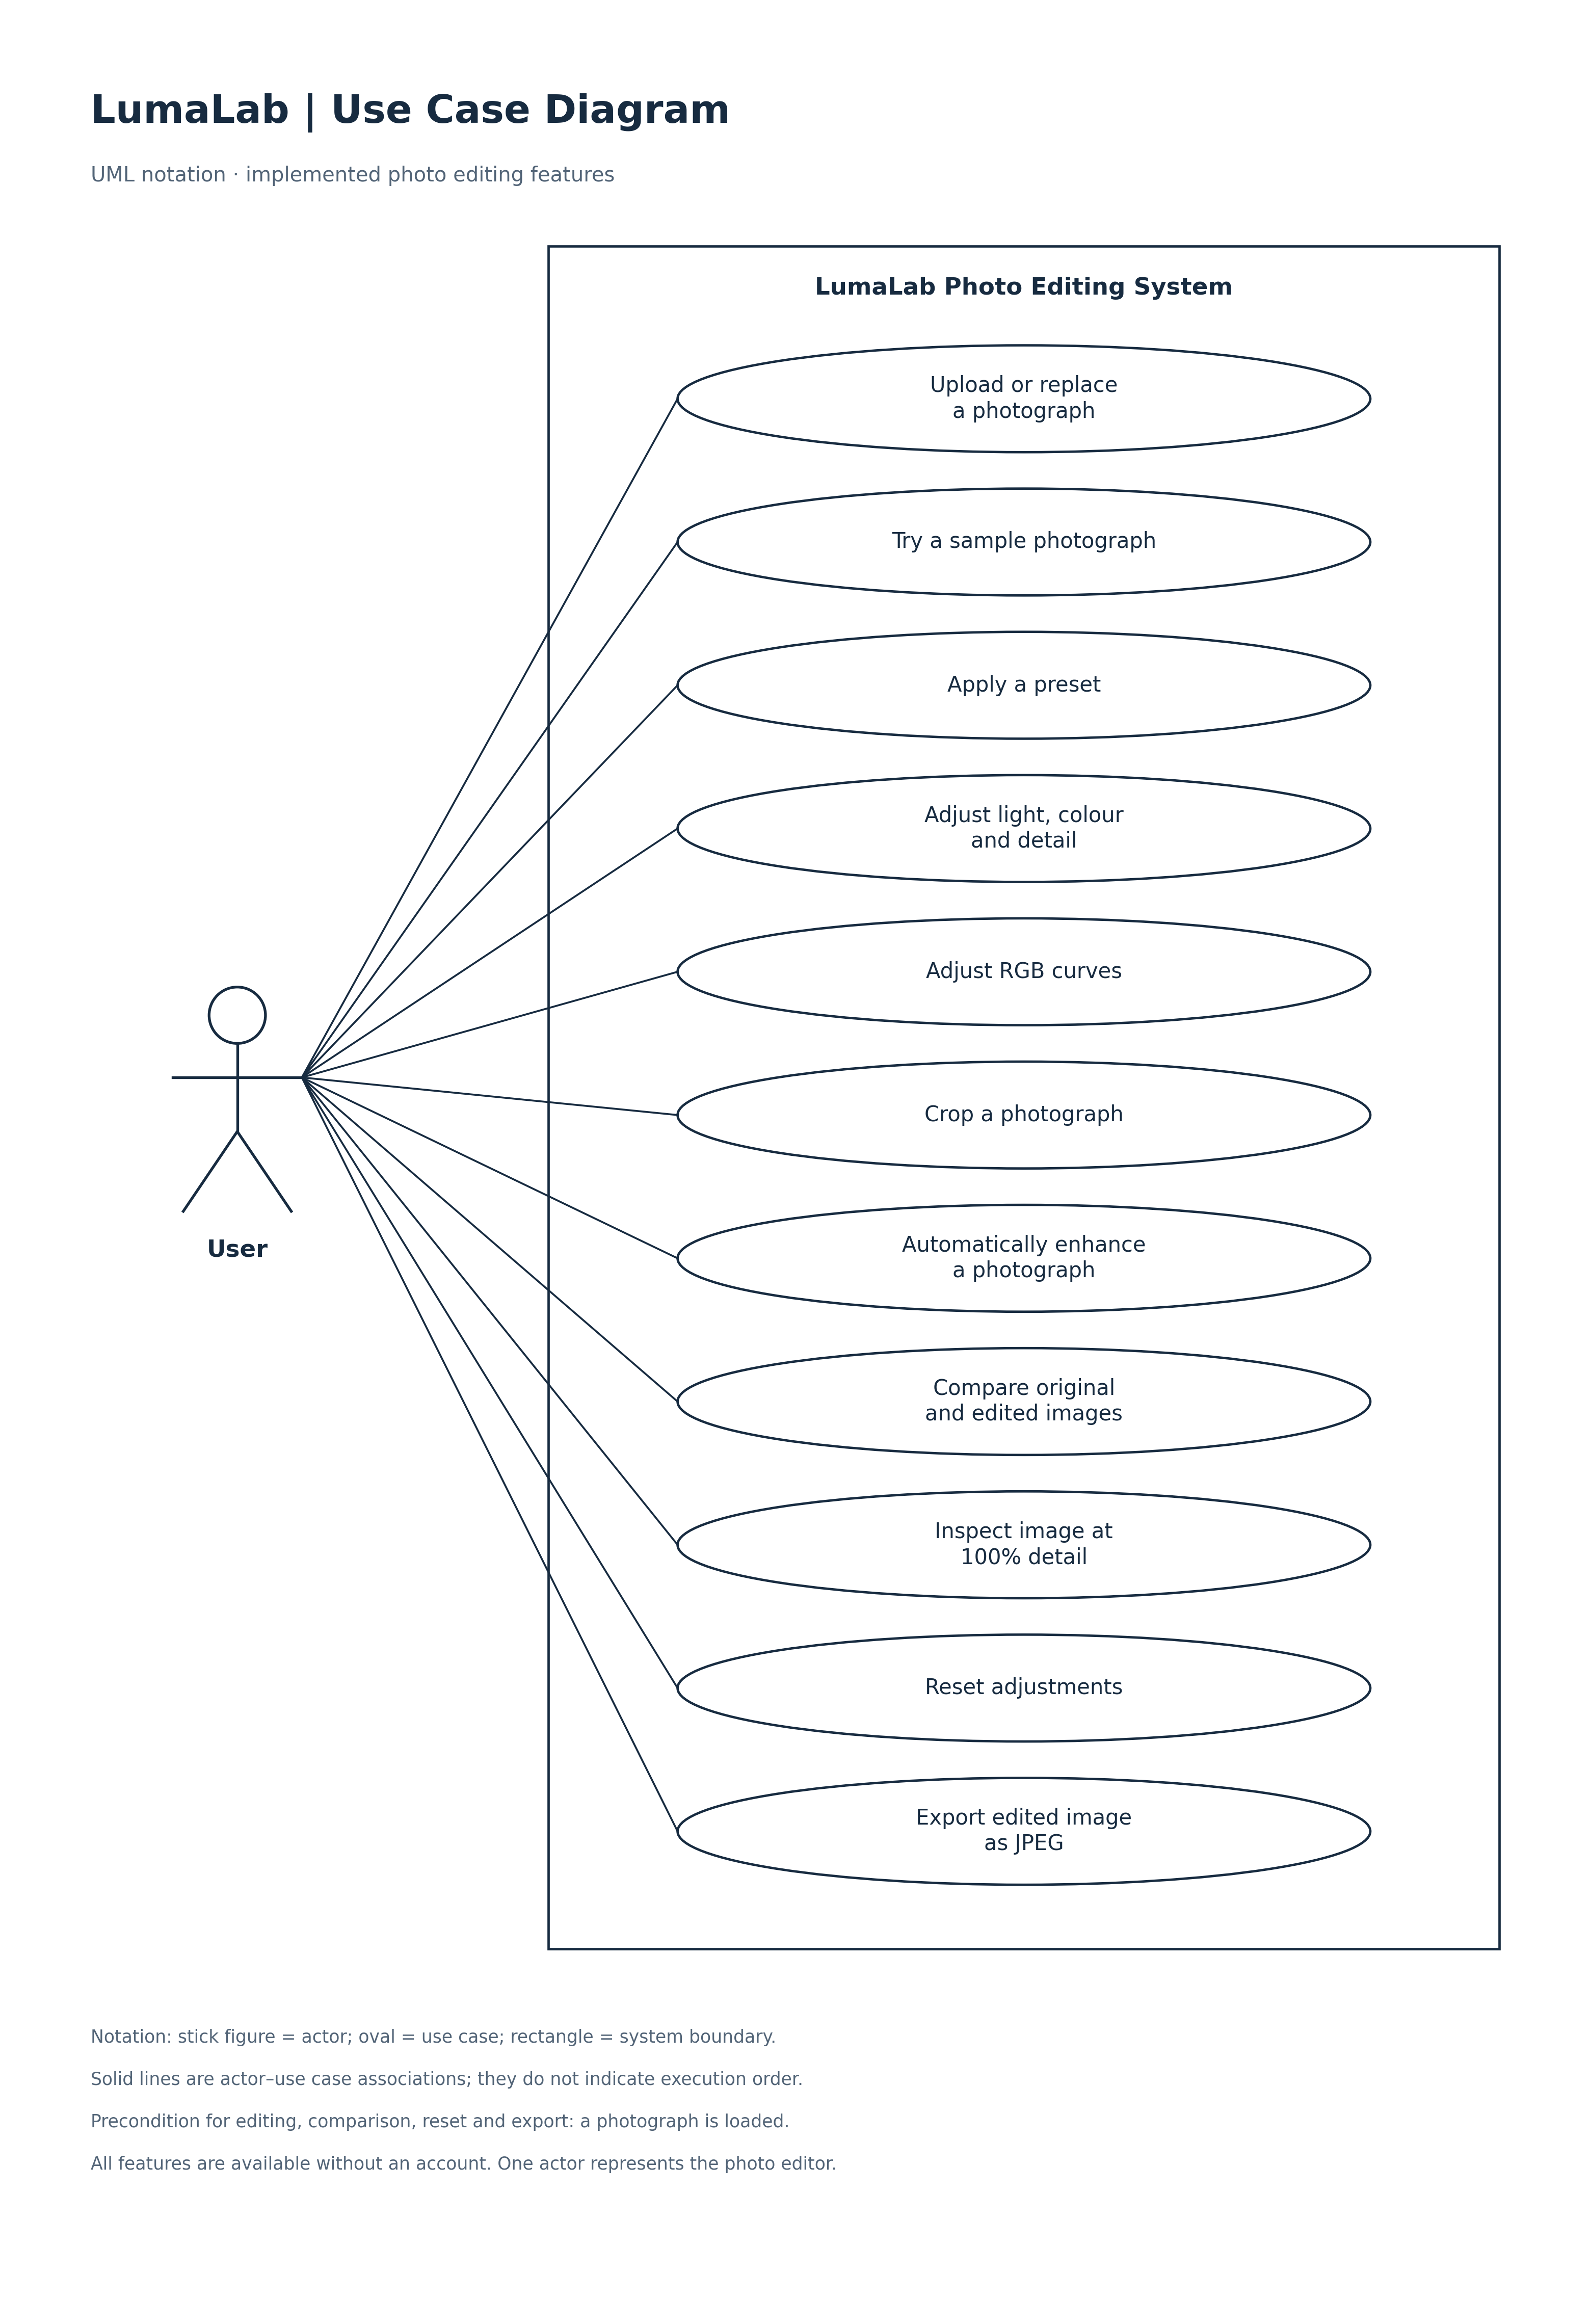 LumaLab | Use Case Diagram
UML notation · implemented photo editing features
LumaLab Photo Editing System
Upload or replace
a photograph
Try a sample photograph
Apply a preset
Adjust light, colour
and detail
Adjust RGB curves
Crop a photograph
User
Automatically enhance
a photograph
Compare original
and edited images
Inspect image at
100% detail
Reset adjustments
Export edited image
as JPEG
Notation: stick figure = actor; oval = use case; rectangle = system boundary.
Solid lines are actor–use case associations; they do not indicate execution order.
Precondition for editing, comparison, reset and export: a photograph is loaded.
All features are available without an account. One actor represents the photo editor.